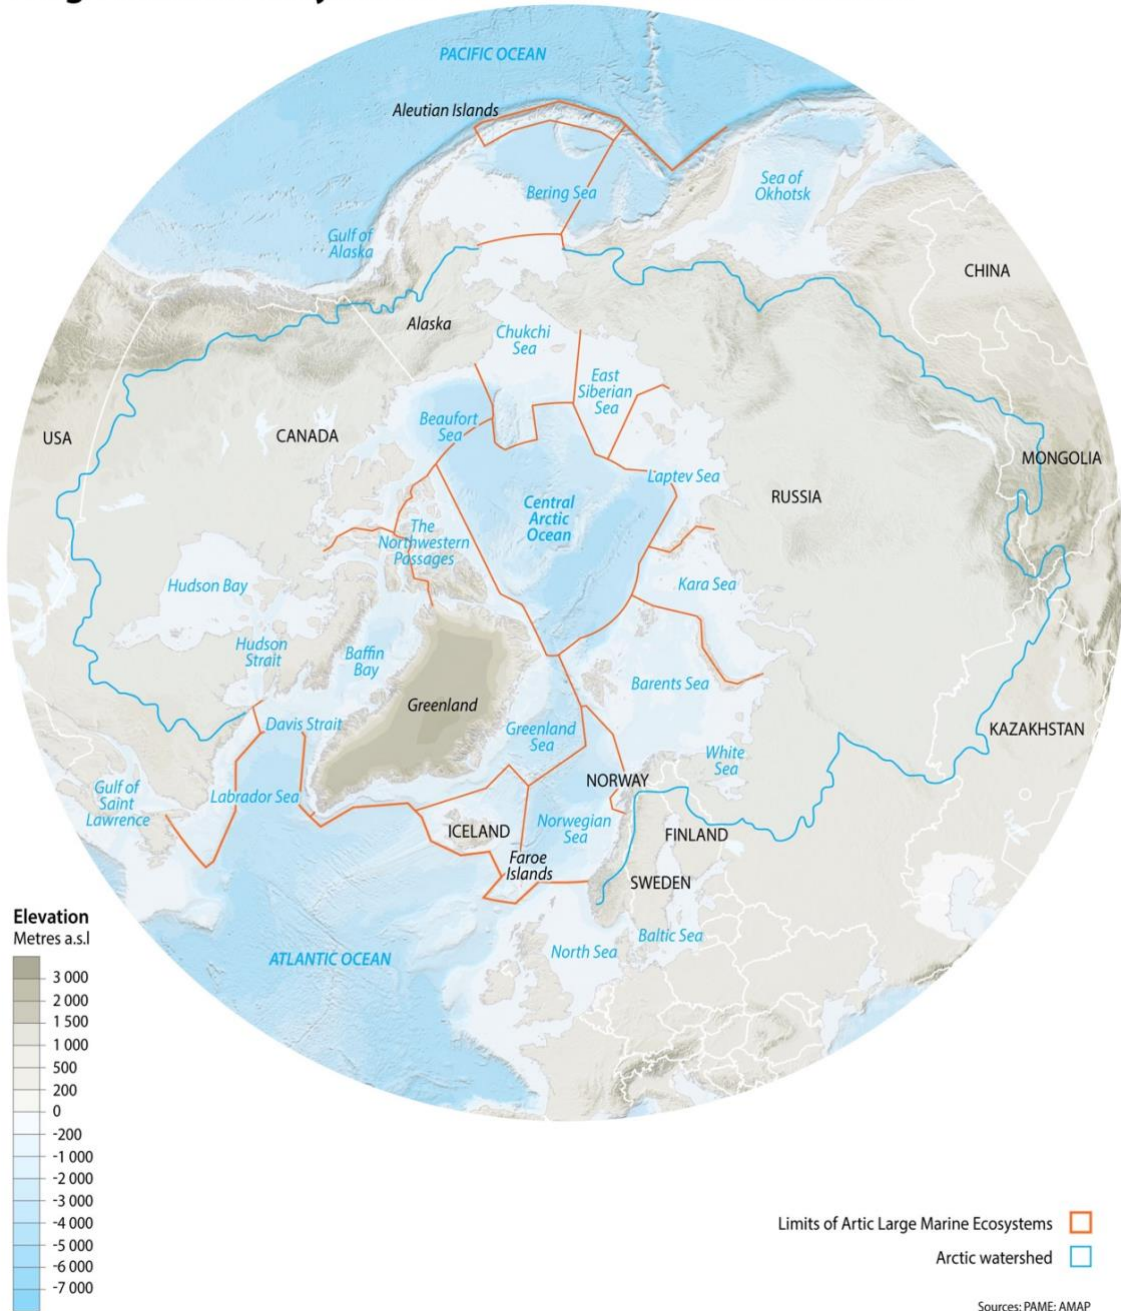 PACIFIC OCEAN
Aleutian Islands
Bering Sea
Sea of
Okhotsk
Gulf of
Alaska
CHINA
Alaska
Chukchi
Sea
East
Siberian
Sea
Beaufort
Sea
USA
CANADA
MONGOLIA
Laptev Sea
RUSSIA
Central
Arctic
Ocean
The
Northwestern
Passages
Hudson Bay
Kara Sea
Hudson
Strait
Baffin
Bay
Barents Sea
Greenland
Davis Strait
Greenland
Sea
KAZAKHSTAN
White
Sea
NORWAY
Gulf of
Saint
Lawrence
Labrador Sea
ICELAND
Norwegian
Sea
FINLAND
Faroe
Islands
SWEDEN
Baltic Sea
North Sea
ATLANTIC OCEAN
Elevation
Metres a.s.l
3 000
2 000
1 500
1 000
500
200
0
-200
-1 000
-2 000
-3 000
-4 000
-5 000
-6 000
-7 000
Limits of Artic Large Marine Ecosystems
Arctic watershed
Sources: PAME; AMAP